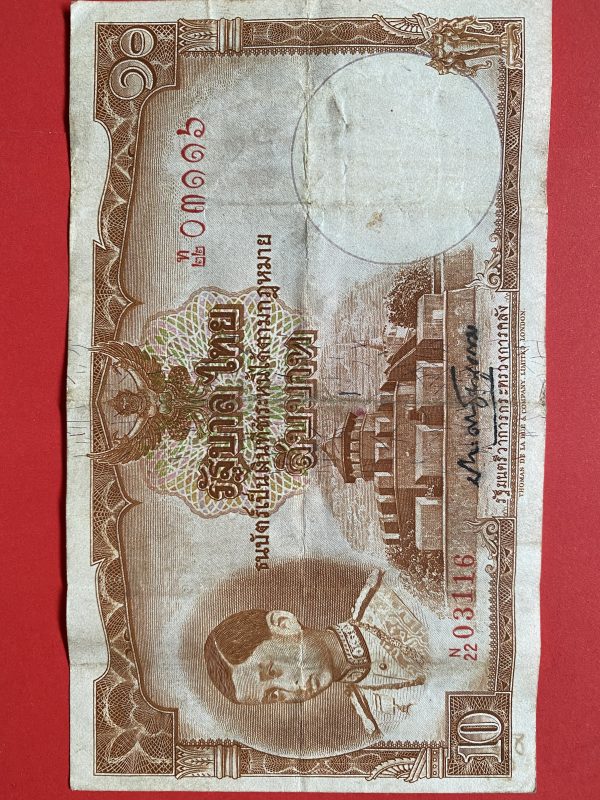 ๑๐
ท
๒๒ ๐๓๑๑๑๖
รัฐบาลไทย
ธนบัตร์เป็นเงินที่ชำระหนี้ได้ตามกฎหมาย
สิบบาท
N
22 03116
รัฐมนตรีว่าการกระทรวงการคลัง
10
THOMAS DE LA RUE & COMPANY, LIMITED, LONDON.